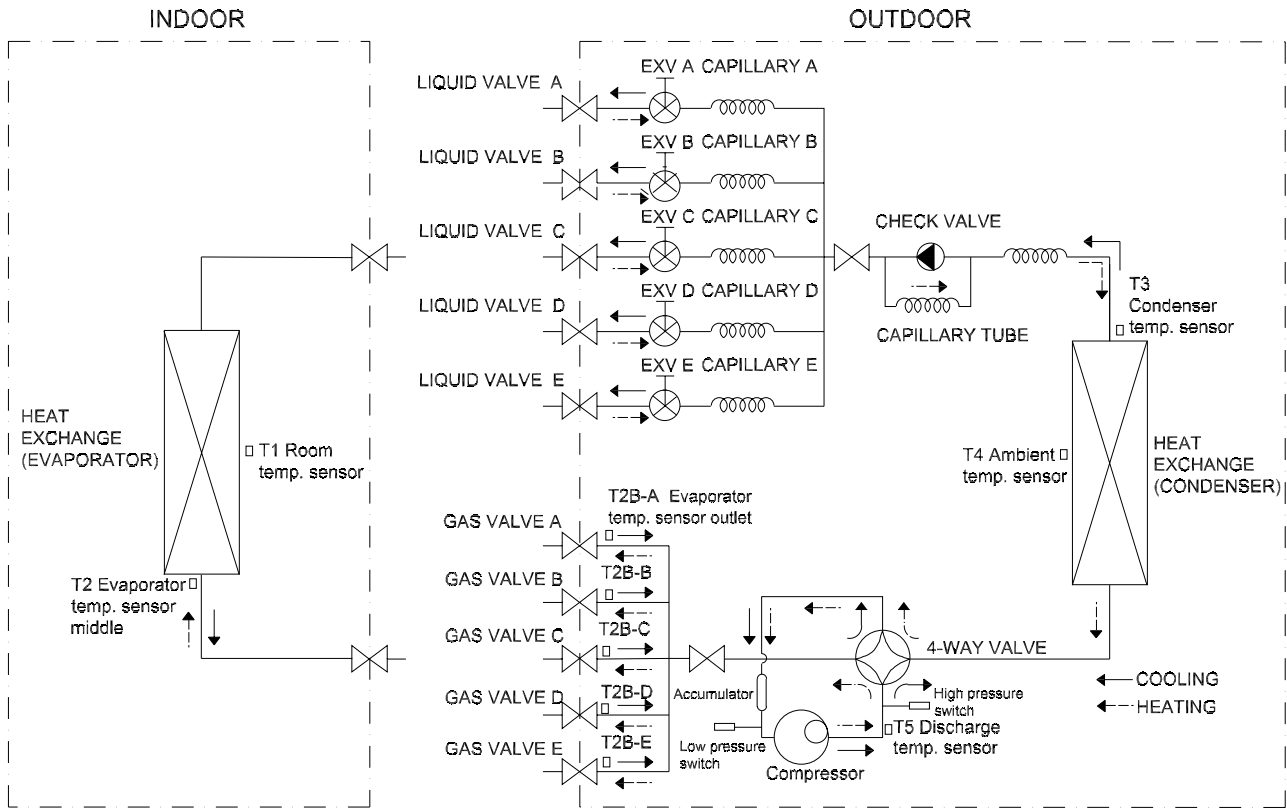 INDOOR
OUTDOOR
LIQUID VALVE A
EXV A CAPILLARY A
LIQUID VALVE B
EXV B CAPILLARY B
LIQUID VALVE C
EXV C CAPILLARY C
LIQUID VALVE D
EXV D CAPILLARY D
LIQUID VALVE E
EXV E CAPILLARY E
CHECK VALVE
CAPILLARY TUBE
T3
Condenser
temp. sensor
HEAT
EXCHANGE
(EVAPORATOR)
T1 Room
temp. sensor
T4 Ambient
temp. sensor
HEAT
EXCHANGE
(CONDENSER)
T2 Evaporator
temp. sensor
middle
GAS VALVE A
T2B-A Evaporator
temp. sensor outlet
GAS VALVE B
T2B-B
GAS VALVE C
T2B-C
GAS VALVE D
T2B-D
GAS VALVE E
T2B-E
4-WAY VALVE
Accumulator
High pressure
switch
Low pressure
switch
T5 Discharge
temp. sensor
Compressor
COOLING
HEATING